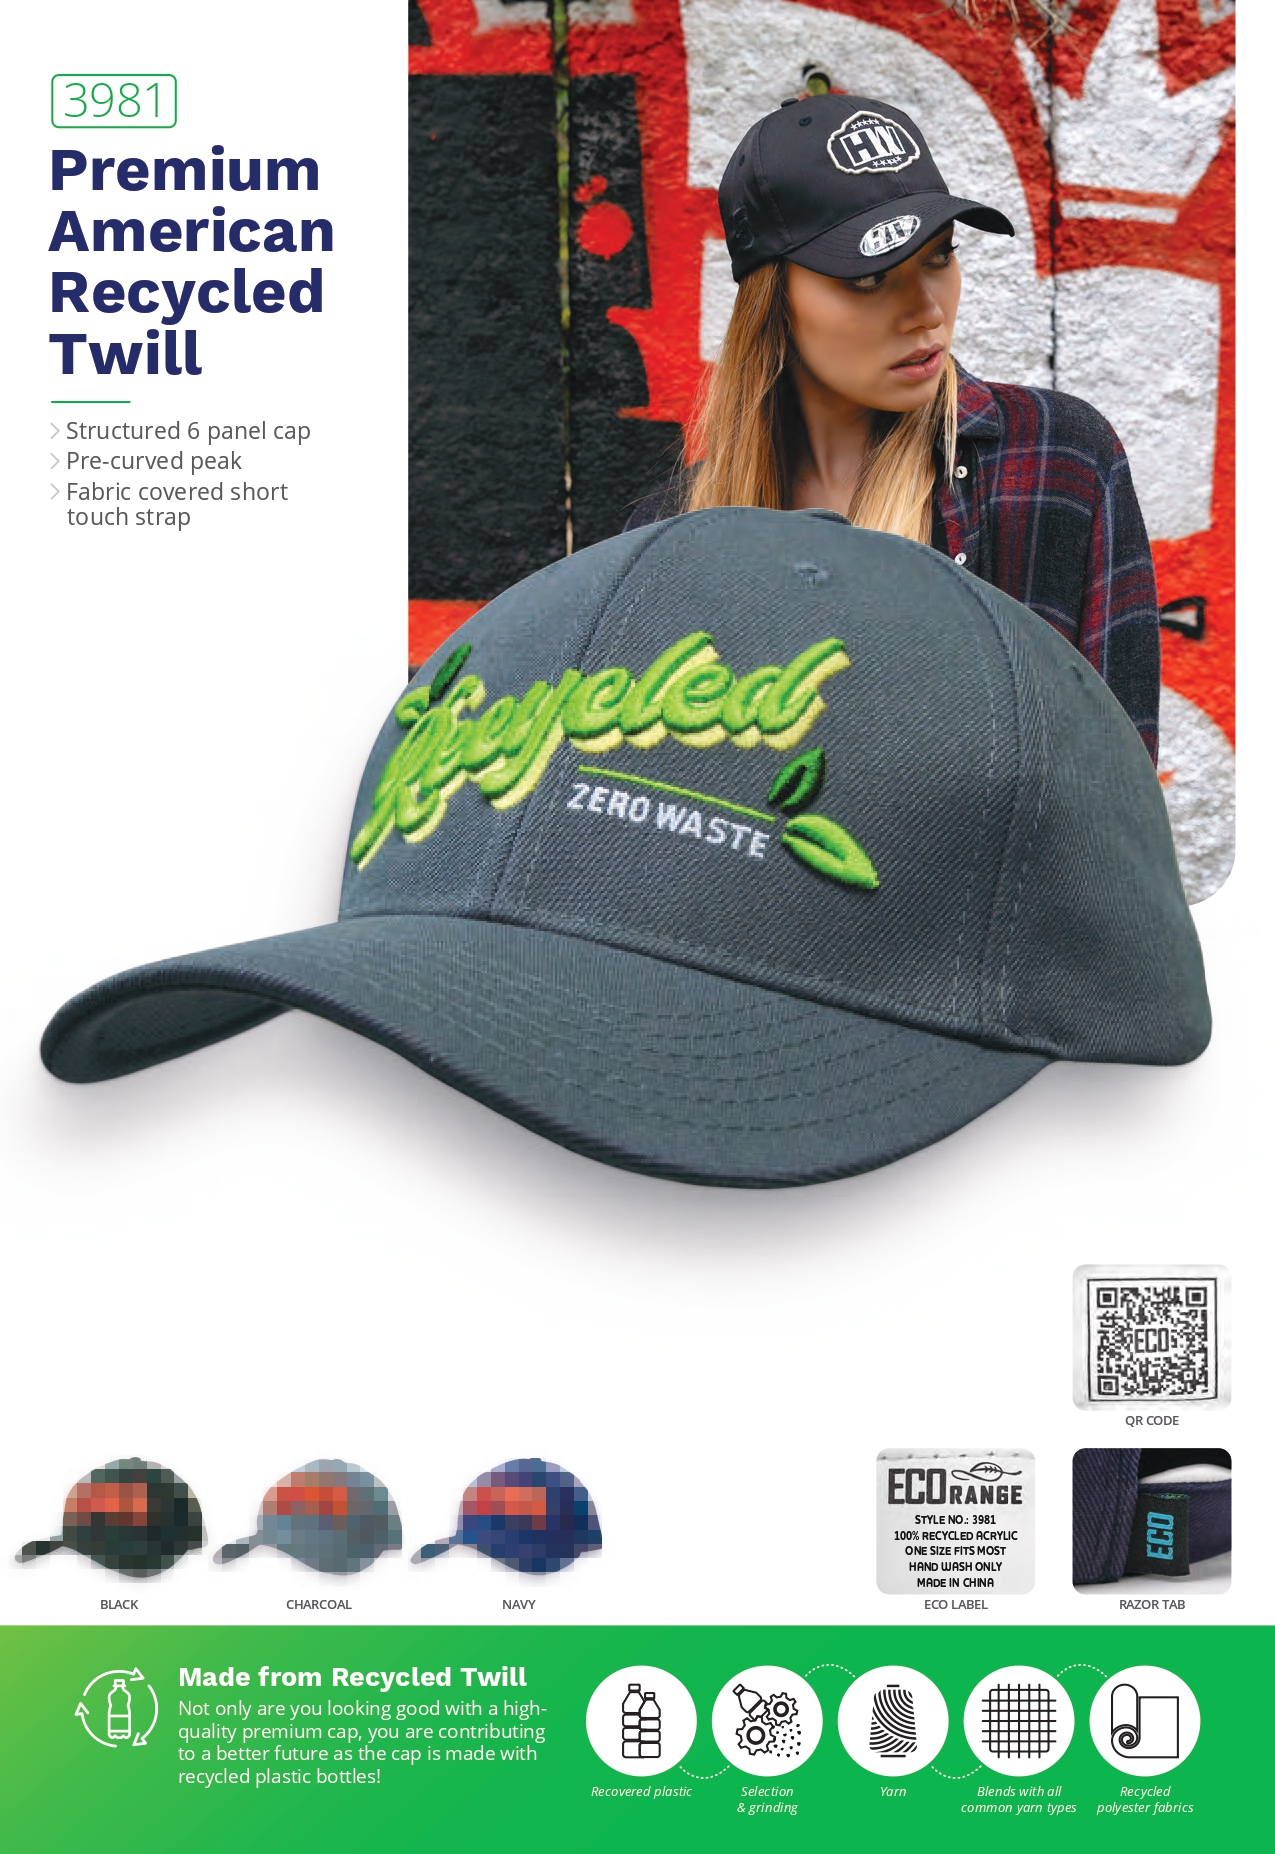 3981
Premium
American
Recycled
Twill
Structured 6 panel cap
Pre-curved peak
Fabric covered short
touch strap
HW
HW
Recycled
ZERO WASTE
ECO
QR CODE
BLACK
CHARCOAL
NAVY
ECO RANGE
STYLE NO.: 3981
100% RECYCLED ACRYLIC
ONE SIZE FITS MOST
HAND WASH ONLY
MADE IN CHINA
ECO LABEL
ECO
RAZOR TAB
Made from Recycled Twill
Not only are you looking good with a high-
quality premium cap, you are contributing
to a better future as the cap is made with
recycled plastic bottles!
Recovered plastic
Selection
& grinding
Yarn
Blends with all
common yarn types
Recycled
polyester fabrics